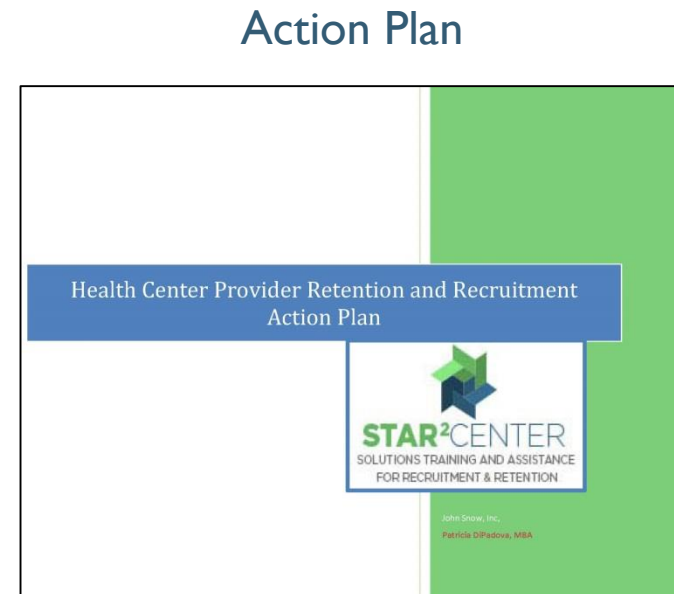 Action Plan
Health Center Provider Retention and Recruitment
Action Plan
STAR²CENTER
SOLUTIONS TRAINING AND ASSISTANCE
FOR RECRUITMENT & RETENTION
John Snow, Inc.
Patricia DiPadova, MBA